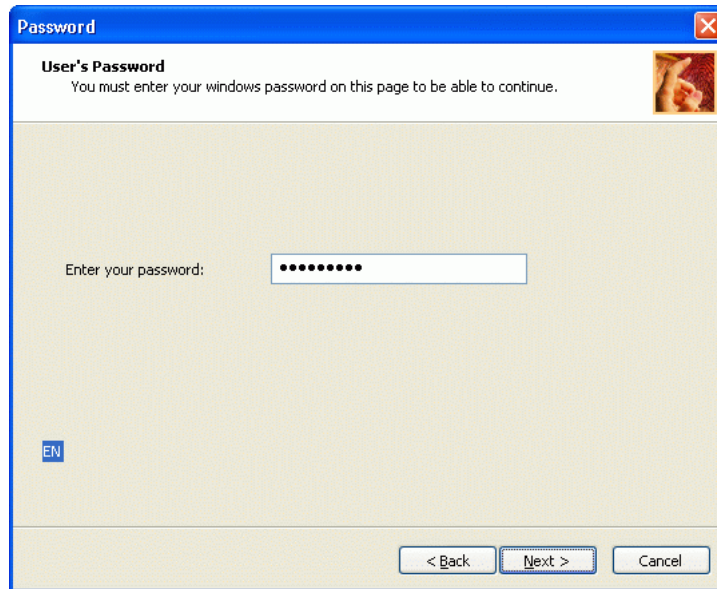 Password
User's Password
You must enter your windows password on this page to be able to continue.
Enter your password: •••••••••
EN
< Back Next > Cancel